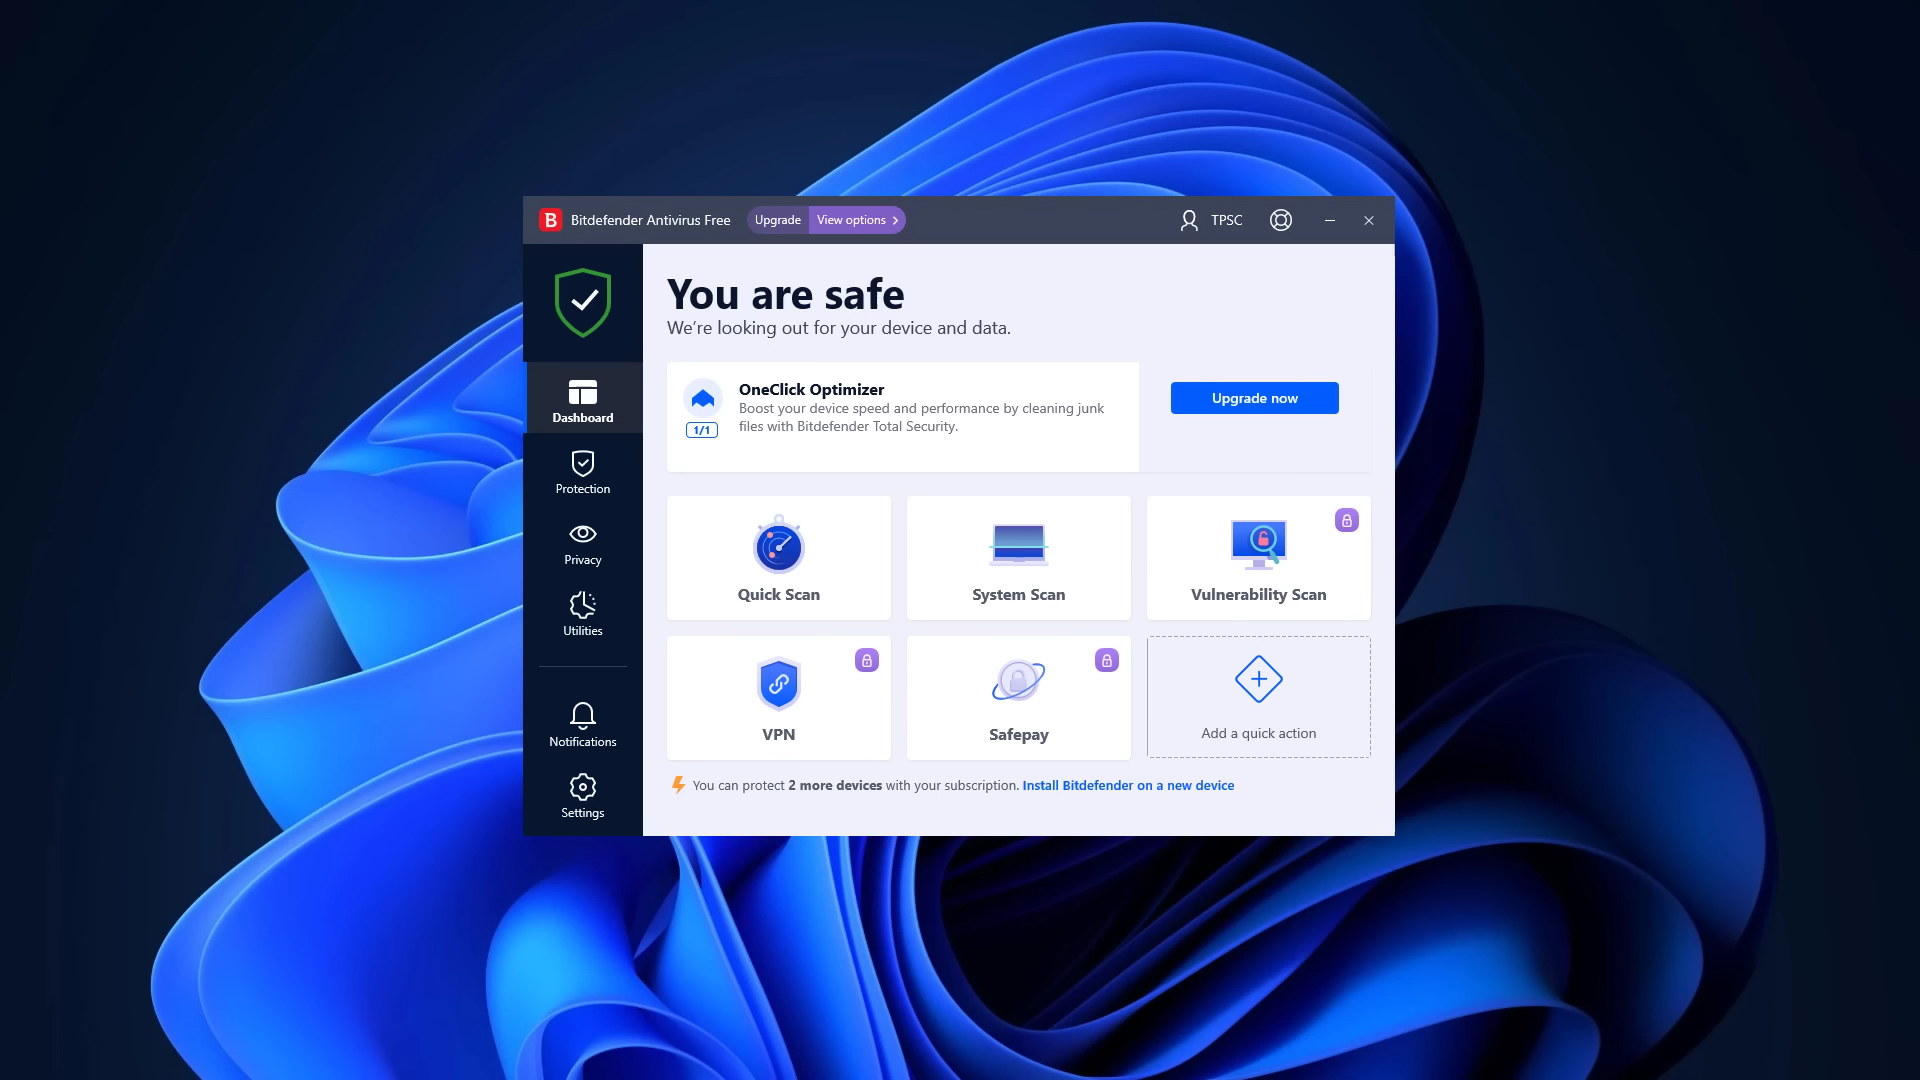 B Bitdefender Antivirus Free Upgrade View options TPSC
You are safe
We're looking out for your device and data.
OneClick Optimizer
Boost your device speed and performance by cleaning junk
files with Bitdefender Total Security.
1/1
Upgrade now
Dashboard
Protection
Privacy
Utilities
Notifications
Settings
Quick Scan
System Scan
Vulnerability Scan
VPN
Safepay
Add a quick action
You can protect 2 more devices with your subscription. Install Bitdefender on a new device